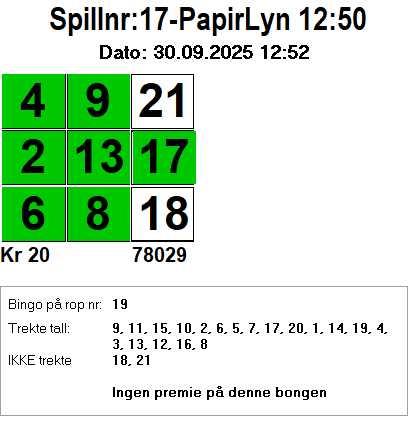 Spillnr:17-PapirLyn 12:50
Dato: 30.09.2025 12:52
4 9 21
2 13 17
6 8 18
Kr 20 78029
Bingo på rop nr: 19
Trekte tall: 9, 11, 15, 10, 2, 6, 5, 7, 17, 20, 1, 14, 19, 4,
3, 13, 12, 16, 8
IKKE trekte 18, 21
Ingen premie på denne bongen